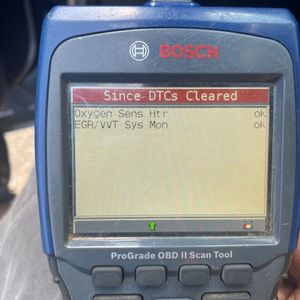 BOSCH
Since DTCs Cleared
Oxygen Sens Htr ok
EGR/VVT Sys Mon ok
ProGrade OBD II Scan Tool